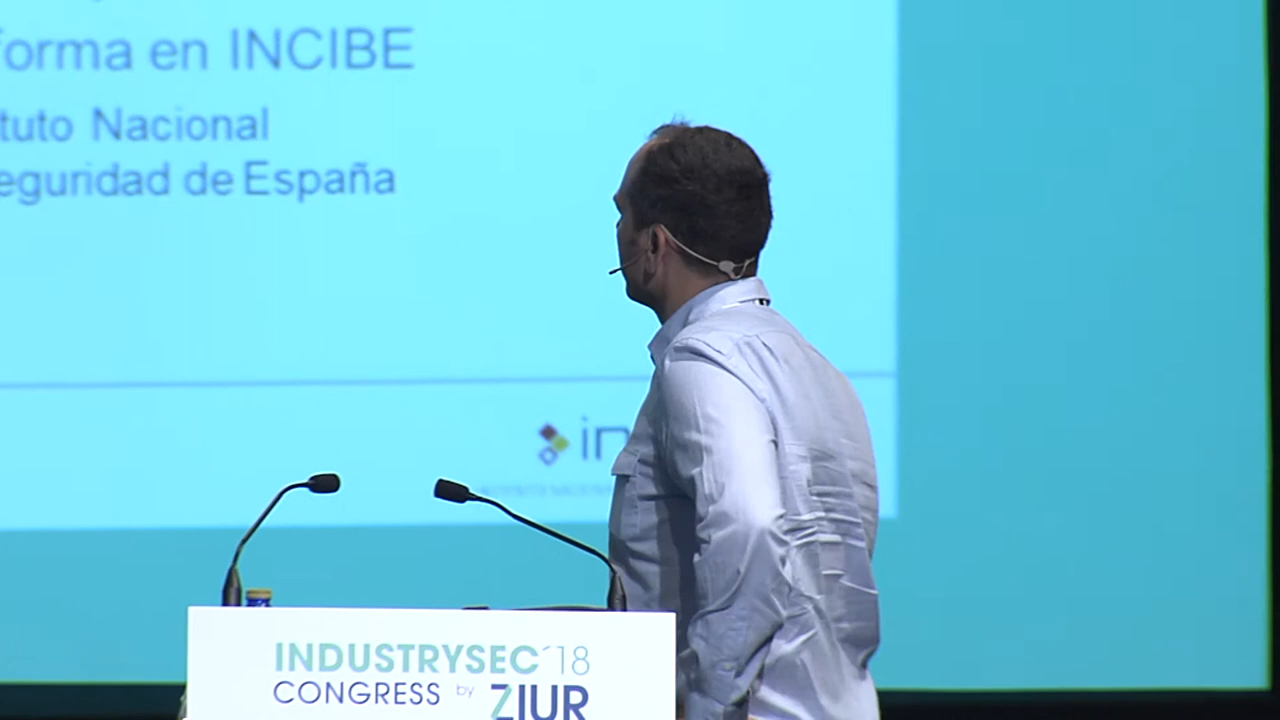 forma en INCIBE
tuto Nacional
eguridad de España
in
INDUSTRYSEC´18
CONGRESS by ZIUR